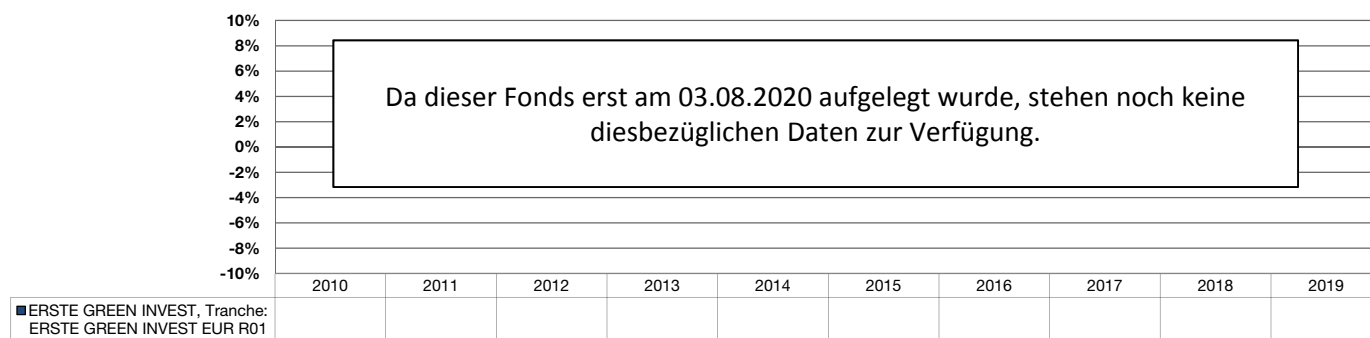 10%
8%
6%
4%
2%
0%
-2%
-4%
-6%
-8%
-10%
Da dieser Fonds erst am 03.08.2020 aufgelegt wurde, stehen noch keine
diesbezüglichen Daten zur Verfügung.
2010 2011 2012 2013 2014 2015 2016 2017 2018 2019
ERSTE GREEN INVEST, Tranche:
ERSTE GREEN INVEST EUR R01